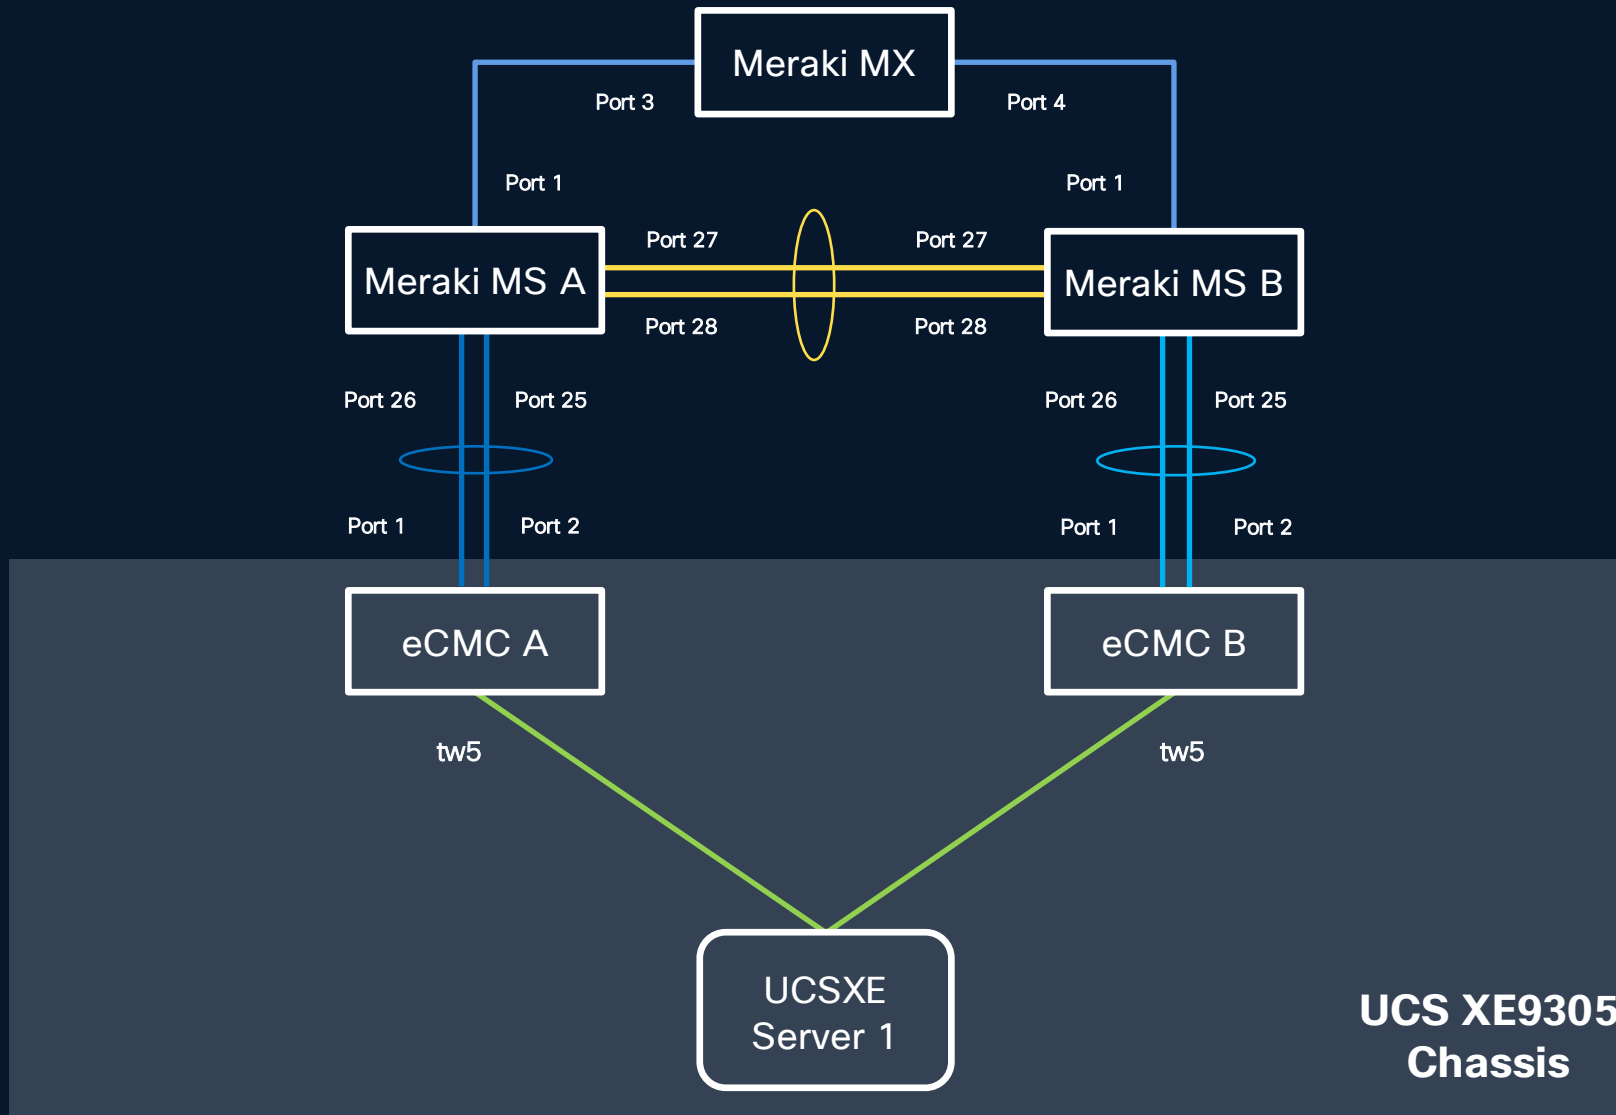 Meraki MX
Port 3
Port 4
Port 1
Port 1
Port 27
Port 27
Meraki MS A
Meraki MS B
Port 28
Port 28
Port 26
Port 25
Port 26
Port 25
Port 1
Port 2
Port 1
Port 2
eCMC A
eCMC B
tw5
tw5
UCSXE
Server 1
UCS XE9305
Chassis